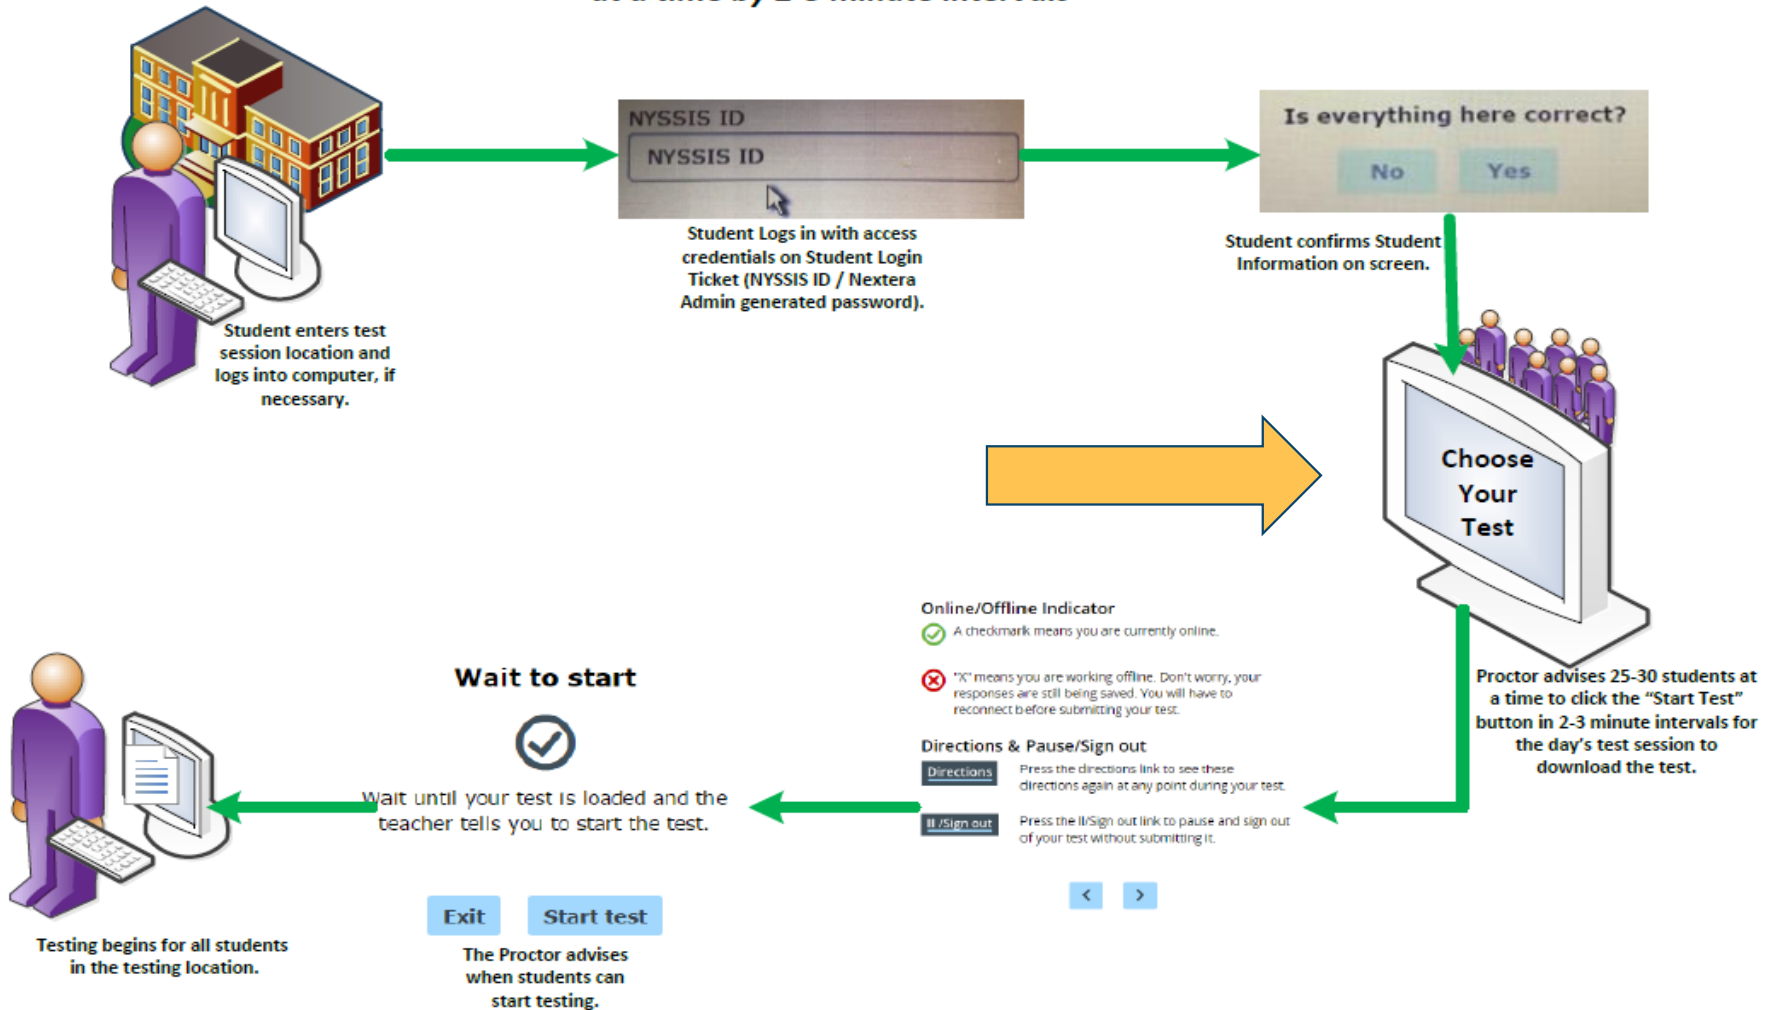 NYSSIS ID
NYSSIS ID
Student Logs in with access
credentials on Student Login
Ticket (NYSSIS ID / Nextera
Admin generated password).
Is everything here correct?
No Yes
Student confirms Student
Information on screen.
Student enters test
session location and
logs into computer, if
necessary.
Choose
Your
Test
Proctor advises 25-30 students at
a time to click the “Start Test”
button in 2-3 minute intervals for
the day’s test session to
download the test.
Online/Offline Indicator
A checkmark means you are currently online.
"X" means you are working offline. Don't worry, your
responses are still being saved. You will have to
reconnect before submitting your test.
Directions & Pause/Sign out
Directions
Press the directions link to see these
directions again at any point during your test.
II /Sign out
Press the II/Sign out link to pause and sign out
of your test without submitting it.
< >
Wait to start
Wait until your test is loaded and the
teacher tells you to start the test.
Exit Start test
The Proctor advises
when students can
start testing.
Testing begins for all students
in the testing location.